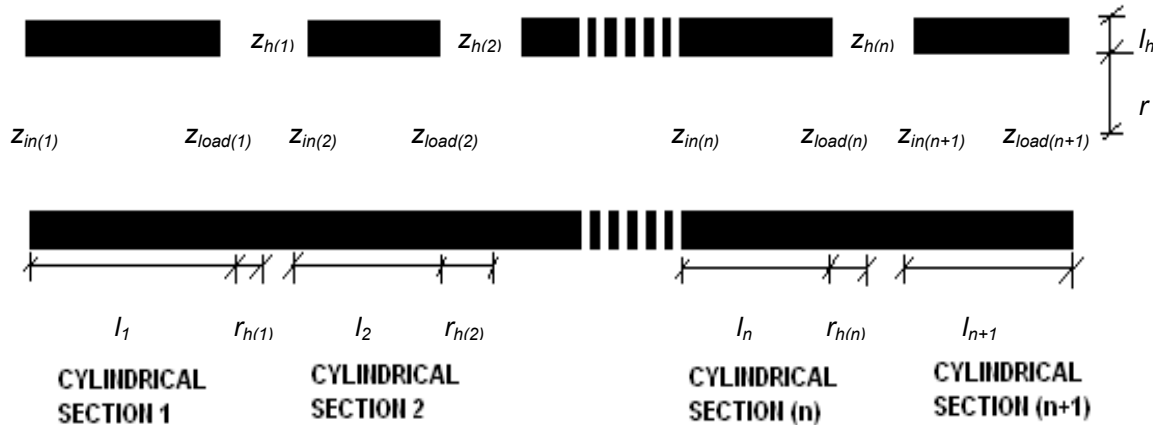 z_h(1) z_h(2) z_h(n) l_h
r
z_in(1) z_load(1) z_in(2) z_load(2) z_in(n) z_load(n) z_in(n+1) z_load(n+1)
l_1 r_h(1) l_2 r_h(2) l_n r_h(n) l_n+1
CYLINDRICAL SECTION 1
CYLINDRICAL SECTION 2
CYLINDRICAL SECTION (n)
CYLINDRICAL SECTION (n+1)